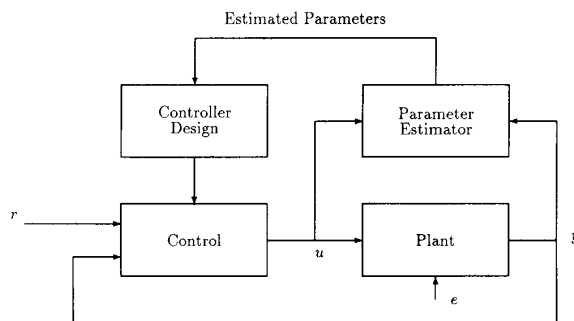 Estimated Parameters
Controller
Design
Parameter
Estimator
r
Control
u
Plant
e